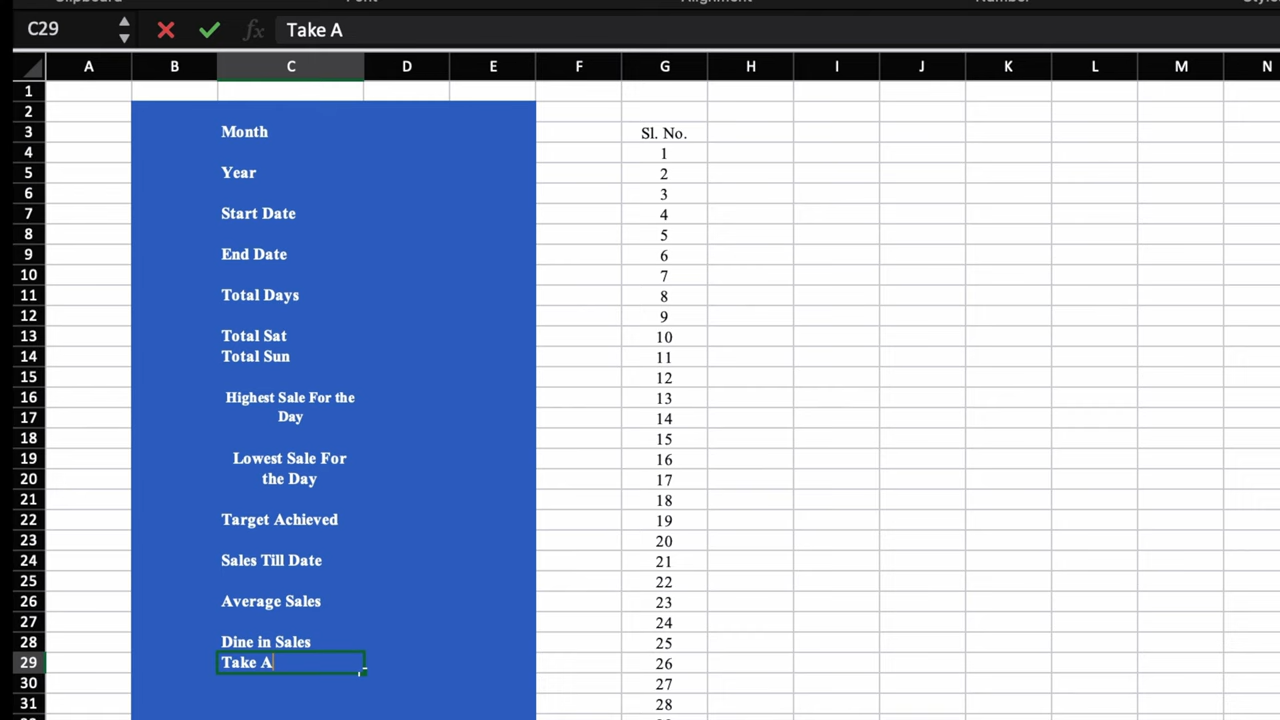 C29 fx Take A
A B C D E F G H I J K L M N
1
2
3 Month Sl. No.
4 1
5 Year 2
6 3
7 Start Date 4
8 5
9 End Date 6
10 7
11 Total Days 8
12 9
13 Total Sat 10
14 Total Sun 11
15 12
16 Highest Sale For the 13
17 Day 14
18 15
19 Lowest Sale For 16
20 the Day 17
21 18
22 Target Achieved 19
23 20
24 Sales Till Date 21
25 22
26 Average Sales 23
27 24
28 Dine in Sales 25
29 Take A 26
30 27
31 28